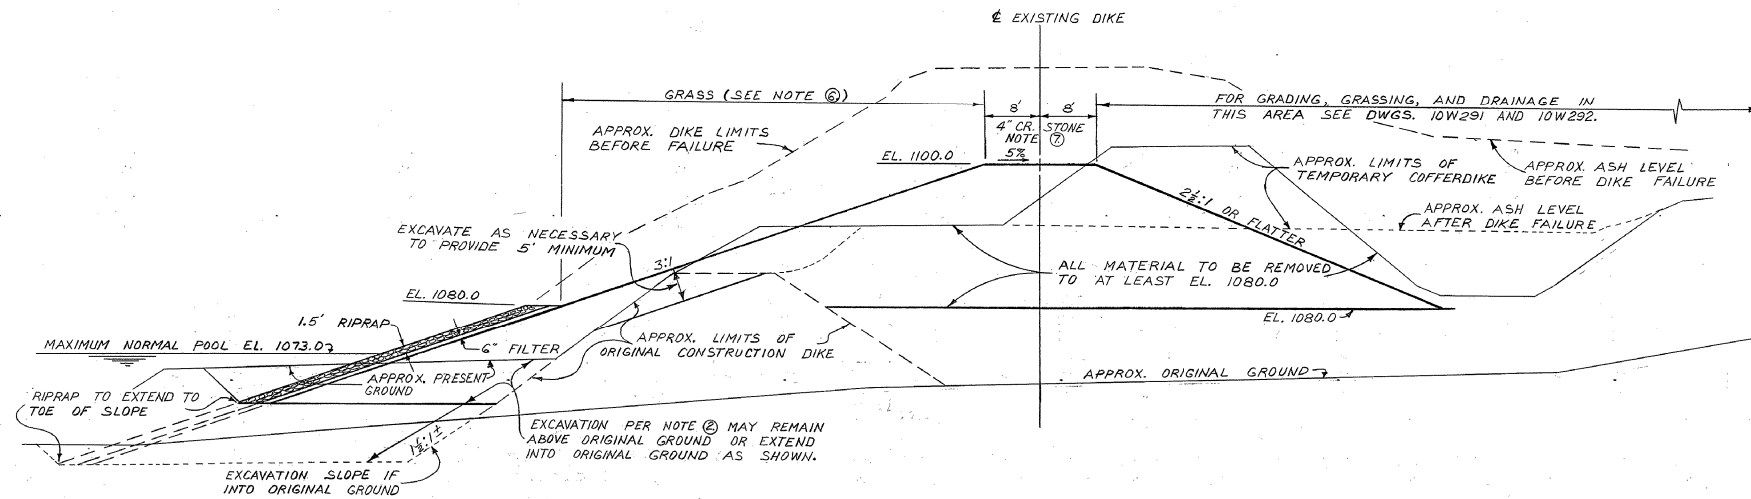 ℄ EXISTING DIKE
GRASS (SEE NOTE ⑥)
8'
8'
4" CR. STONE
NOTE ⑦
5%
FOR GRADING, GRASSING, AND DRAINAGE IN
THIS AREA SEE DWGS. 10W291 AND 10W292.
APPROX. DIKE LIMITS
BEFORE FAILURE
EL. 1100.0
APPROX. LIMITS OF
TEMPORARY COFFERDIKE
APPROX. ASH LEVEL
BEFORE DIKE FAILURE
2½:1 OR FLATTER
APPROX. ASH LEVEL
AFTER DIKE FAILURE
EXCAVATE AS NECESSARY
TO PROVIDE 5' MINIMUM
3:1
ALL MATERIAL TO BE REMOVED
TO AT LEAST EL. 1080.0
EL. 1080.0
EL. 1080.0
1.5' RIPRAP
6" FILTER
APPROX. LIMITS OF
ORIGINAL CONSTRUCTION DIKE
MAXIMUM NORMAL POOL EL. 1073.0
APPROX. PRESENT
GROUND
APPROX. ORIGINAL GROUND
RIPRAP TO EXTEND TO
TOE OF SLOPE
EXCAVATION PER NOTE ② MAY REMAIN
ABOVE ORIGINAL GROUND OR EXTEND
INTO ORIGINAL GROUND AS SHOWN.
1½:1±
EXCAVATION SLOPE IF
INTO ORIGINAL GROUND